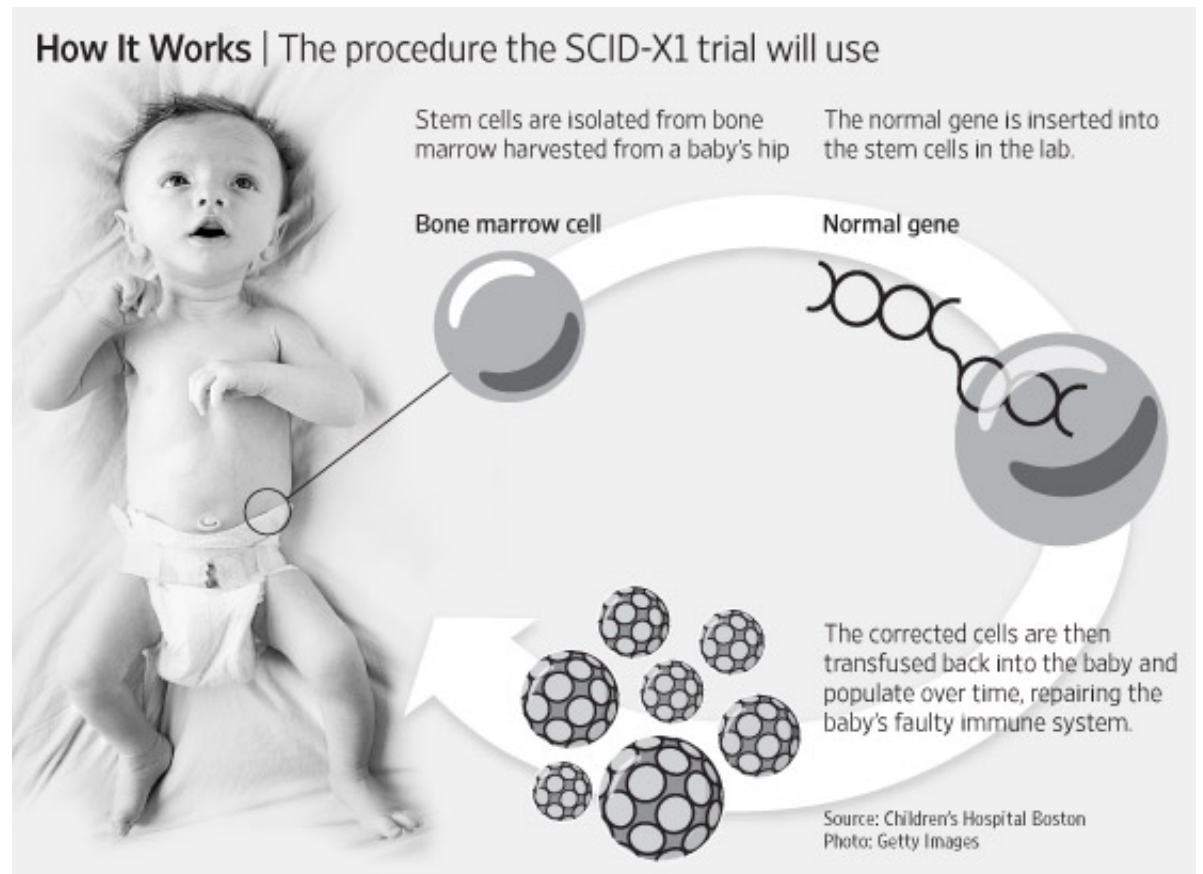 How It Works | The procedure the SCID-X1 trial will use
Stem cells are isolated from bone
marrow harvested from a baby's hip
The normal gene is inserted into
the stem cells in the lab.
Bone marrow cell
Normal gene
The corrected cells are then
transfused back into the baby and
populate over time, repairing the
baby's faulty immune system.
Source: Children's Hospital Boston
Photo: Getty Images